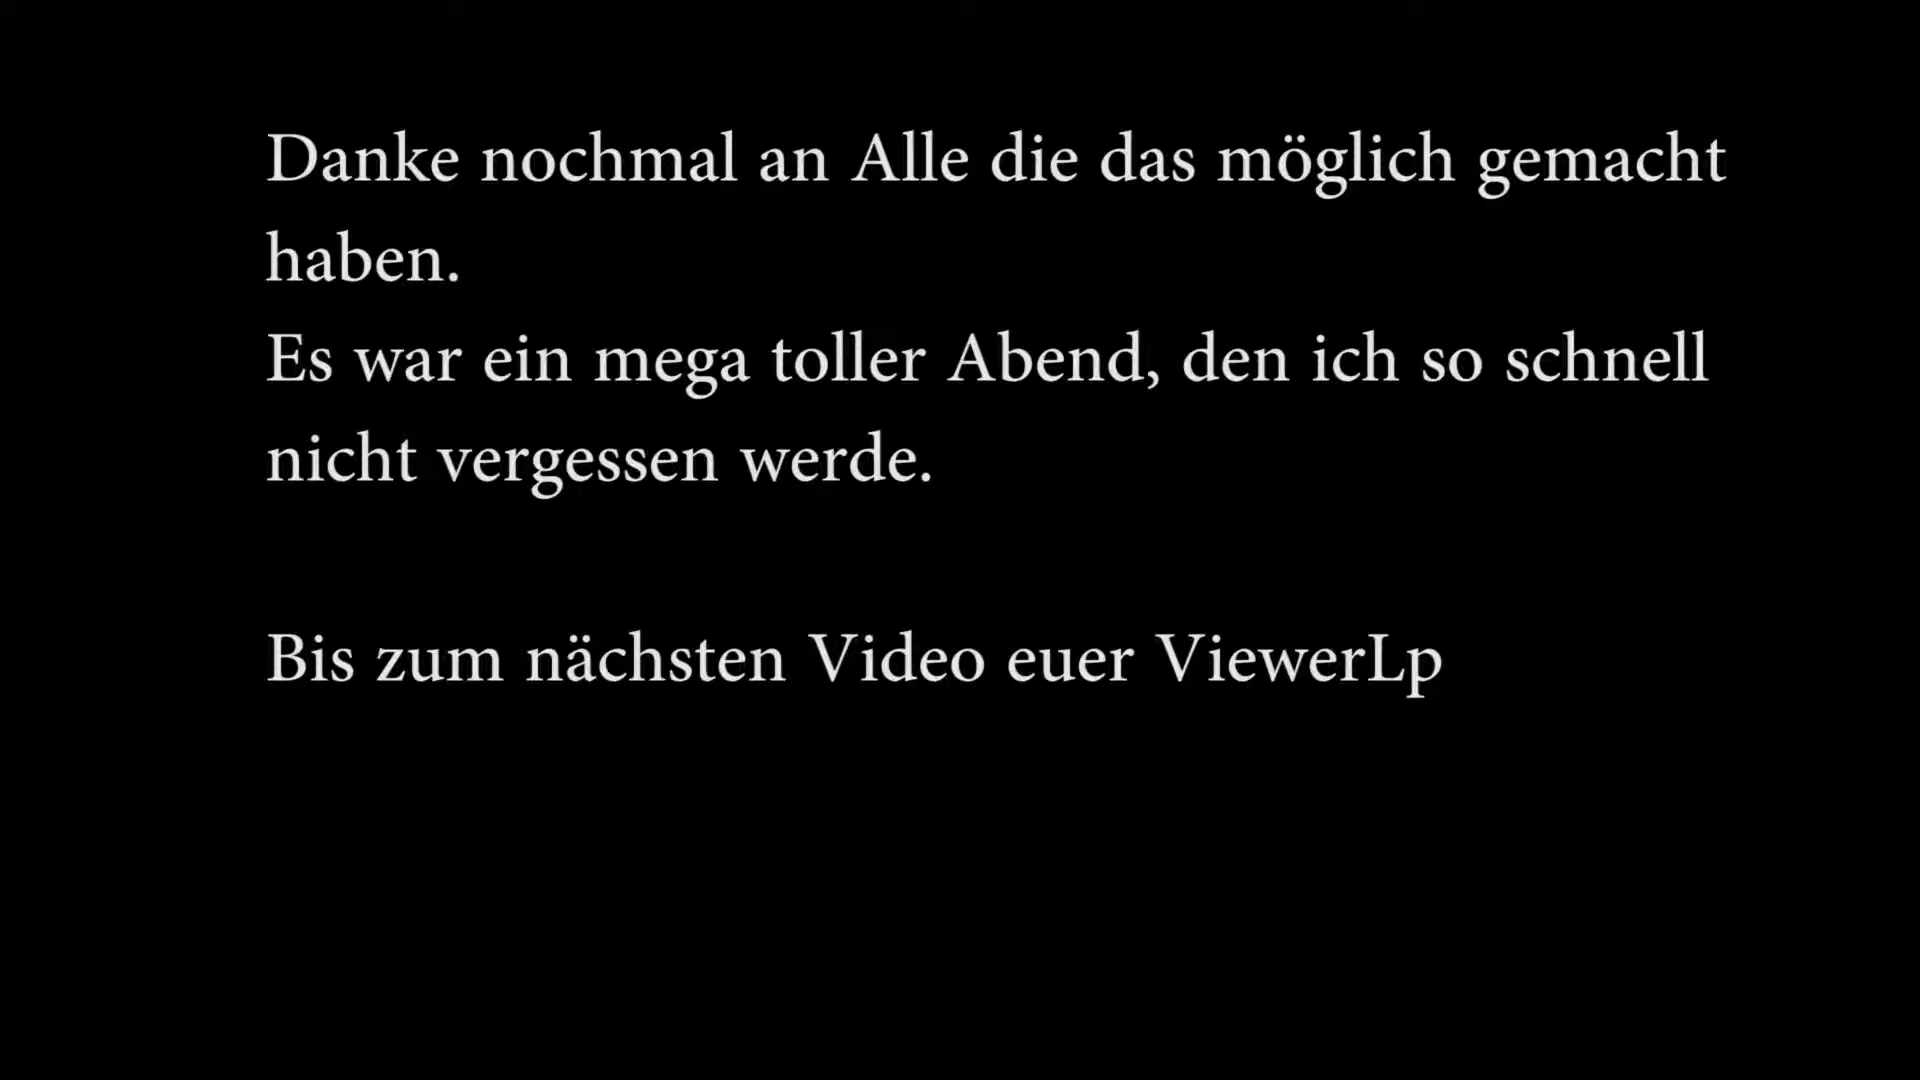 Danke nochmal an Alle die das möglich gemacht
haben.
Es war ein mega toller Abend, den ich so schnell
nicht vergessen werde.
Bis zum nächsten Video euer ViewerLp